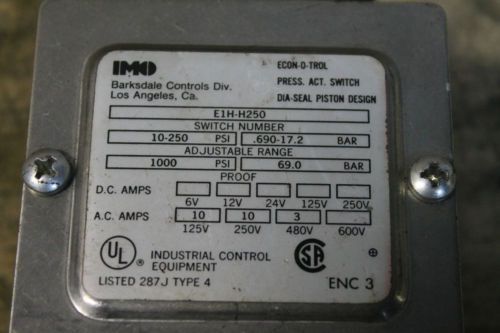 IMO
ECON-O-TROL
Barksdale Controls Div.
PRESS. ACT. SWITCH
Los Angeles, Ca.
DIA-SEAL PISTON DESIGN
E1H-H250
SWITCH NUMBER
10-250 PSI .690-17.2 BAR
ADJUSTABLE RANGE
1000 PSI 69.0 BAR
PROOF
D.C. AMPS
6V 12V 24V 125V 250V
A.C. AMPS 10 10 3
125V 250V 480V 600V
UL ® INDUSTRIAL CONTROL EQUIPMENT
SA
LISTED 287J TYPE 4 ENC 3